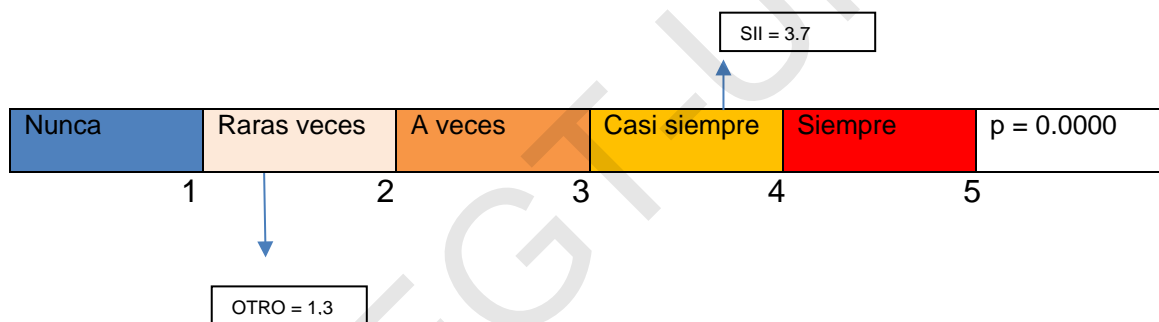 SII = 3.7
Nunca Raras veces A veces Casi siempre Siempre p = 0.0000
1 2 3 4 5
OTRO = 1,3